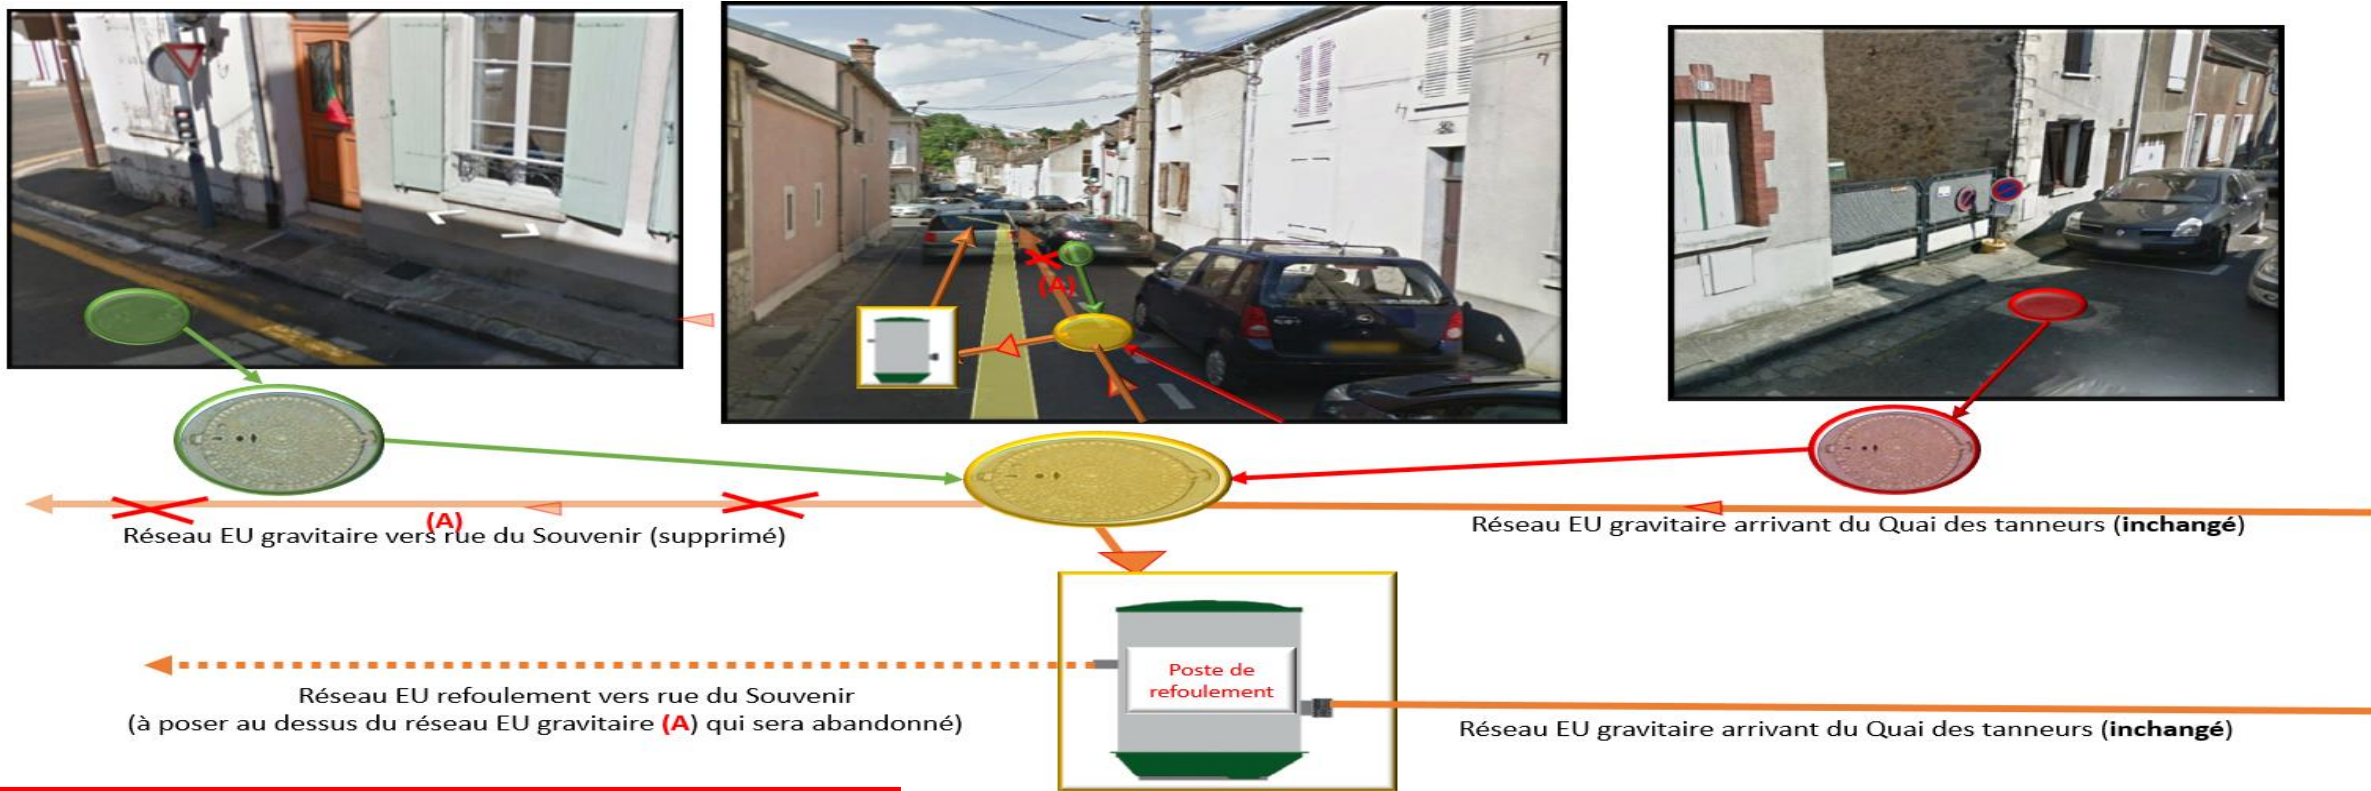 (A)
(A)
Réseau EU gravitaire vers rue du Souvenir (supprimé)
Réseau EU gravitaire arrivant du Quai des tanneurs (inchangé)
Poste de
refoulement
Réseau EU refoulement vers rue du Souvenir
(à poser au dessus du réseau EU gravitaire (A) qui sera abandonné)
Réseau EU gravitaire arrivant du Quai des tanneurs (inchangé)